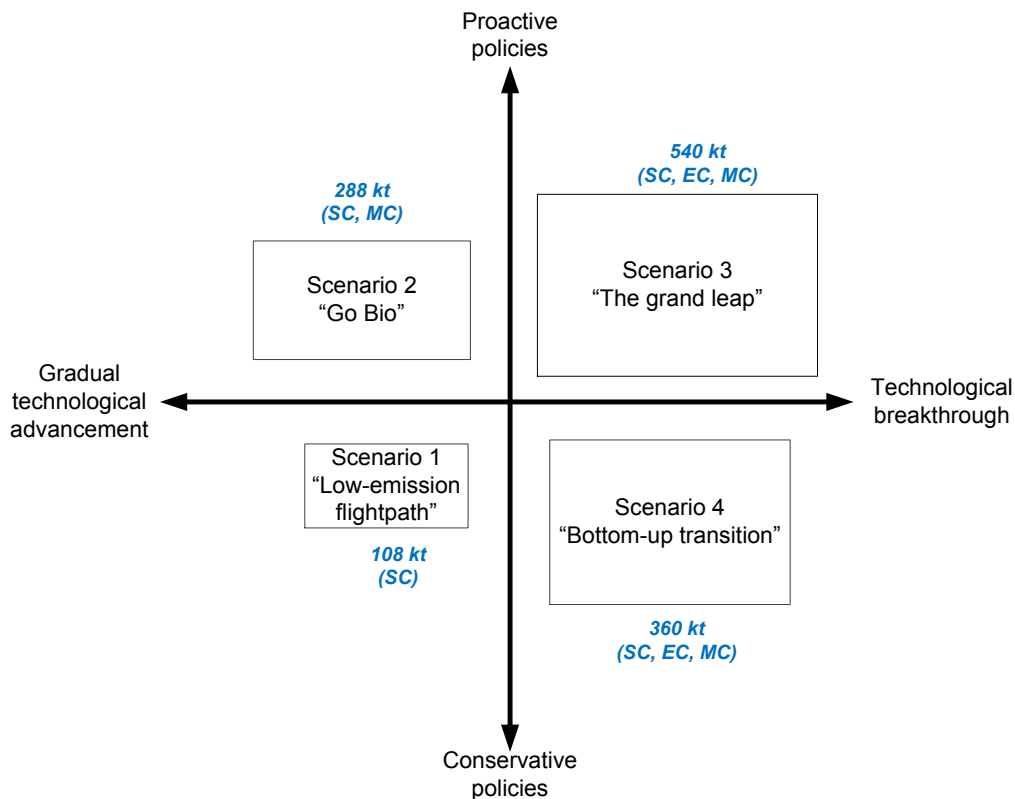 Proactive
policies
540 kt
(SC, EC, MC)
288 kt
(SC, MC)
Scenario 2
“Go Bio”
Scenario 3
“The grand leap”
Gradual
technological
advancement
Technological
breakthrough
Scenario 1
“Low-emission
flightpath”
108 kt
(SC)
Scenario 4
“Bottom-up transition”
360 kt
(SC, EC, MC)
Conservative
policies